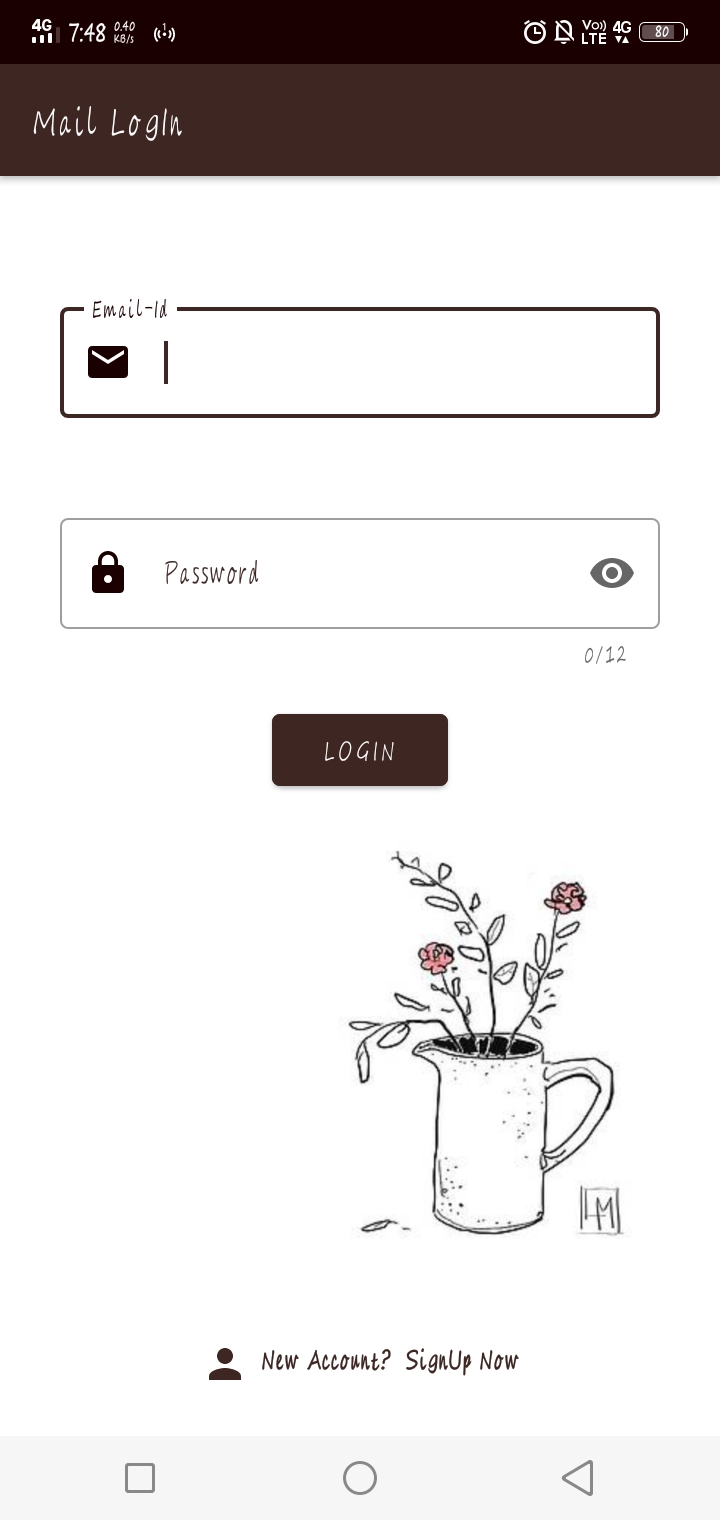 4G 7:48 0.40 KB/s Vo)) LTE 4G 80
Mail LogIn
Email-Id
Password
0/12
LOGIN
HM
New Account? SignUp Now